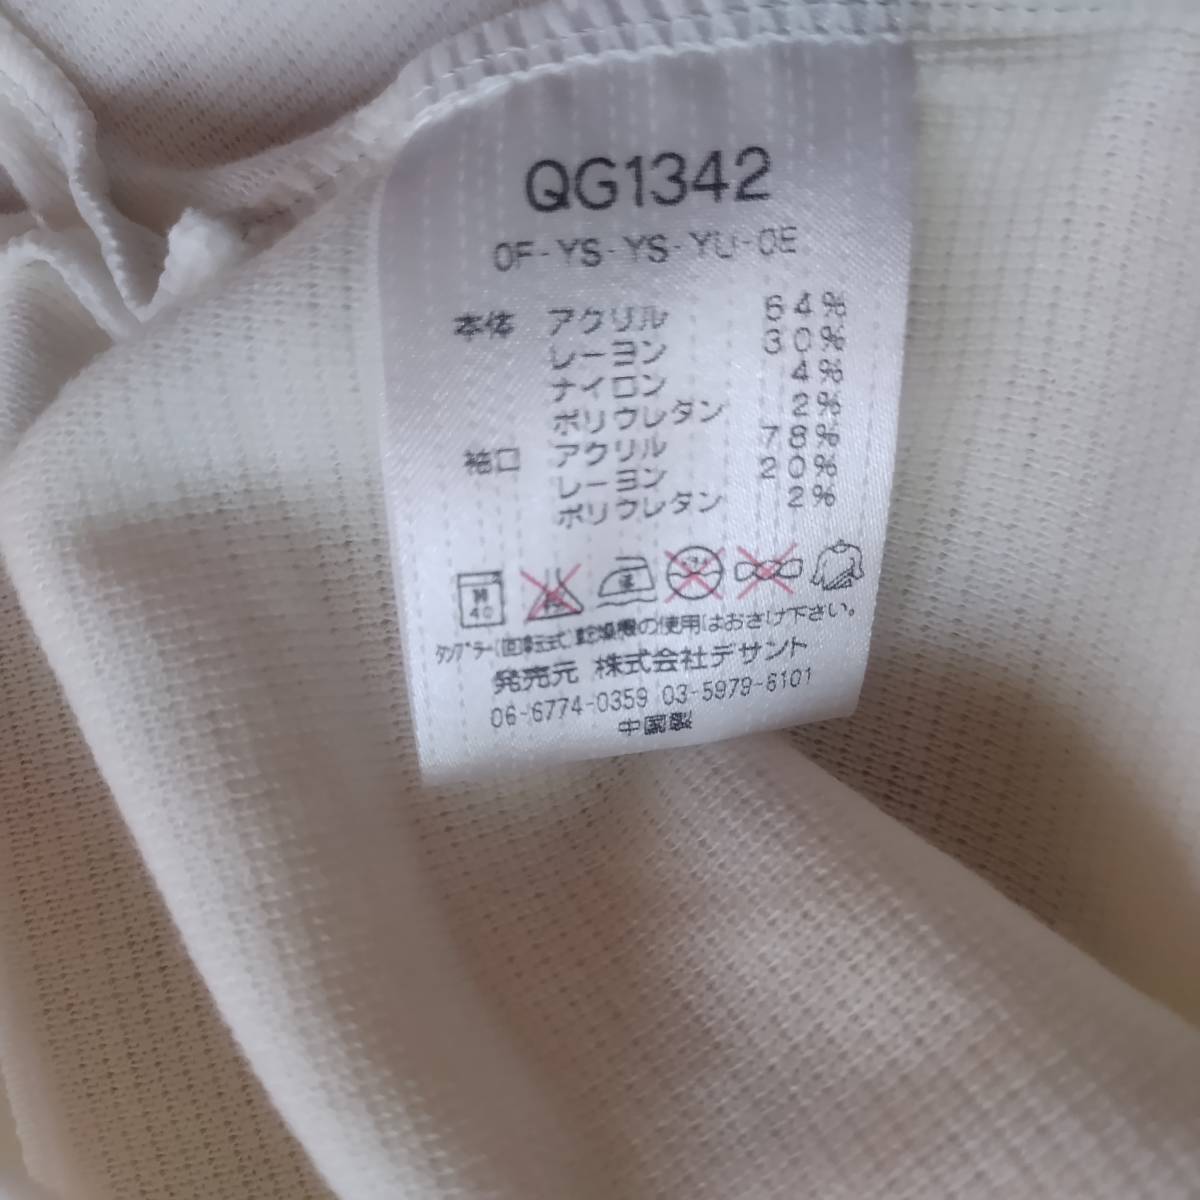 QG1342
0F-YS-YS-YU-0E
本体 アクリル 64%
レーヨン 30%
ナイロン 4%
ポリウレタン 2%
袖口 アクリル 78%
レーヨン 20%
ポリウレタン 2%
40
タンブラー(回転式)乾燥機の使用はおさけ下さい。
発売元 株式会社デサント
06-6774-0359 03-5979-6101
中国製